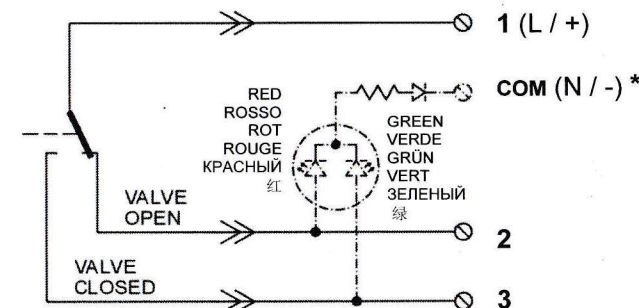 1 (L / +)
COM (N / -) *
RED
ROSSO
ROT
ROUGE
КРАСНЫЙ
红
GREEN
VERDE
GRÜN
VERT
ЗЕЛЕНЫЙ
绿
VALVE
OPEN
2
VALVE
CLOSED
3